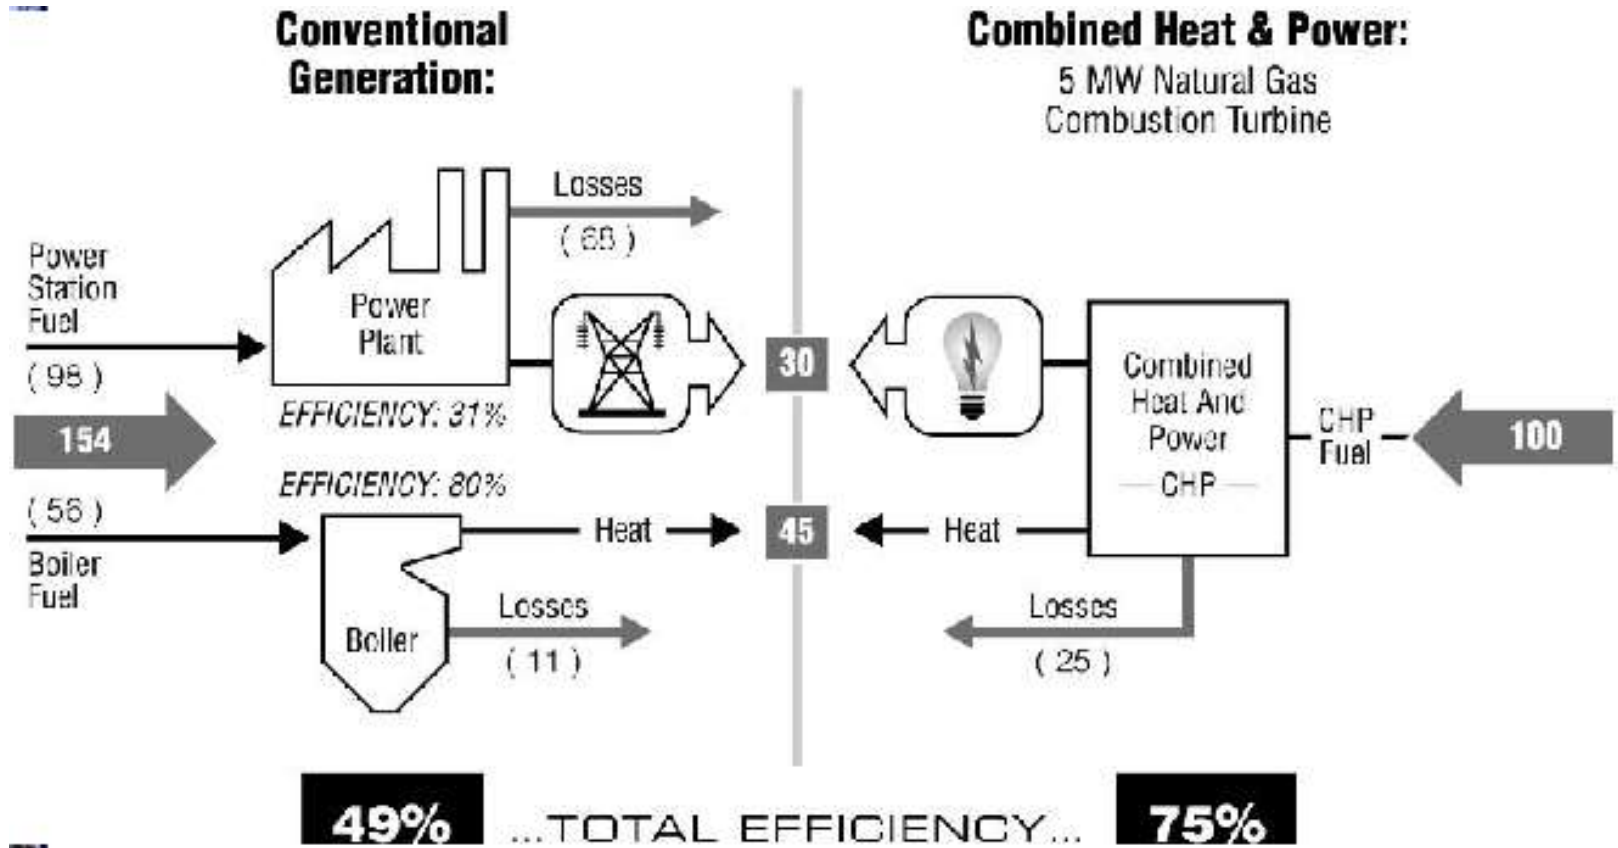 Conventional
Generation:
Combined Heat & Power:
5 MW Natural Gas
Combustion Turbine
Losses
( 68 )
Power
Station
Fuel
( 98 )
Power
Plant
EFFICIENCY: 31%
154
EFFICIENCY: 80%
( 56 )
Boiler
Fuel
Boiler
Heat
Losses
( 11 )
30
45
Combined
Heat And
Power
CHP
CHP
Fuel
100
Heat
Losses
( 25 )
49% ...TOTAL EFFICIENCY... 75%